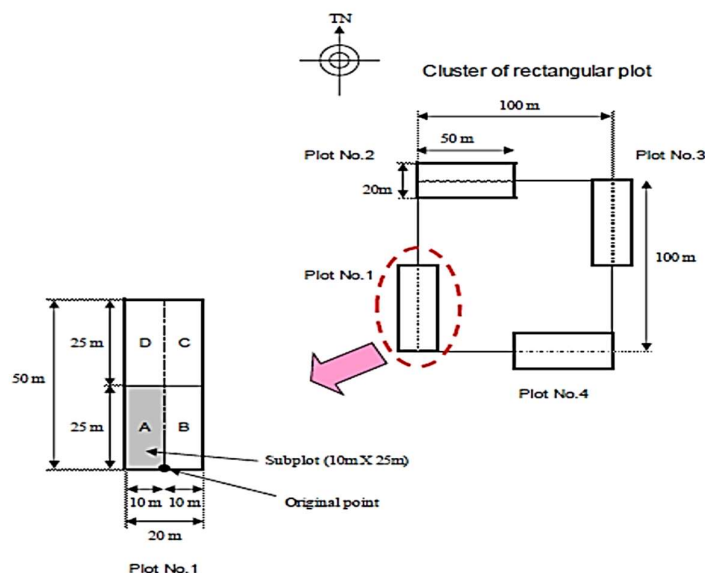 TN
Cluster of rectangular plot
100 m
50 m
Plot No.2
Plot No.3
20m
100 m
Plot No.1
25 m
D
C
50 m
25 m
A
B
Plot No.4
Subplot (10m X 25m)
10 m
10 m
Original point
20 m
Plot No.1